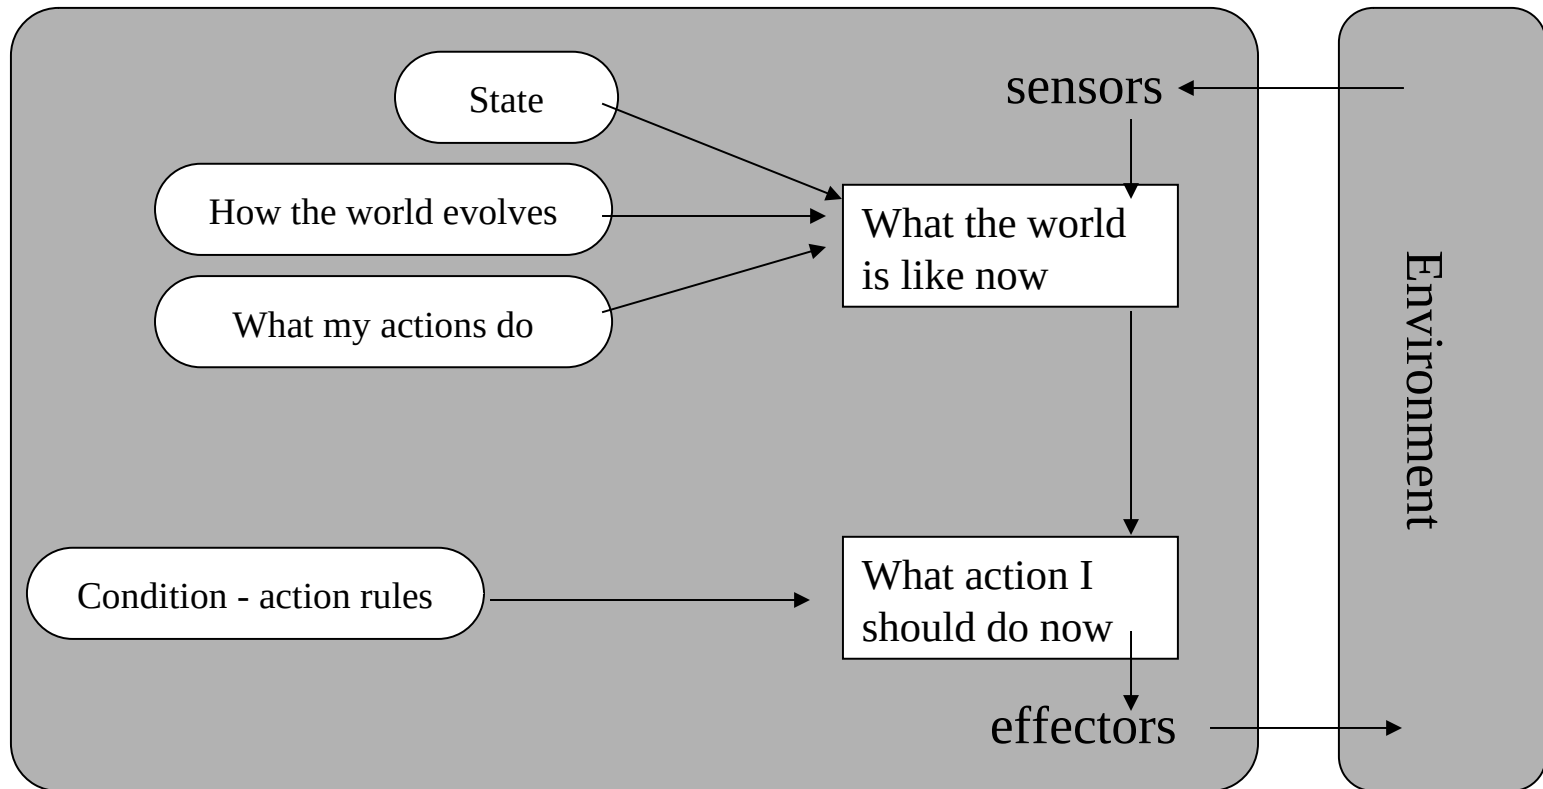 State
sensors
How the world evolves
What the world
is like now
What my actions do
Environment
Condition - action rules
What action I
should do now
effectors